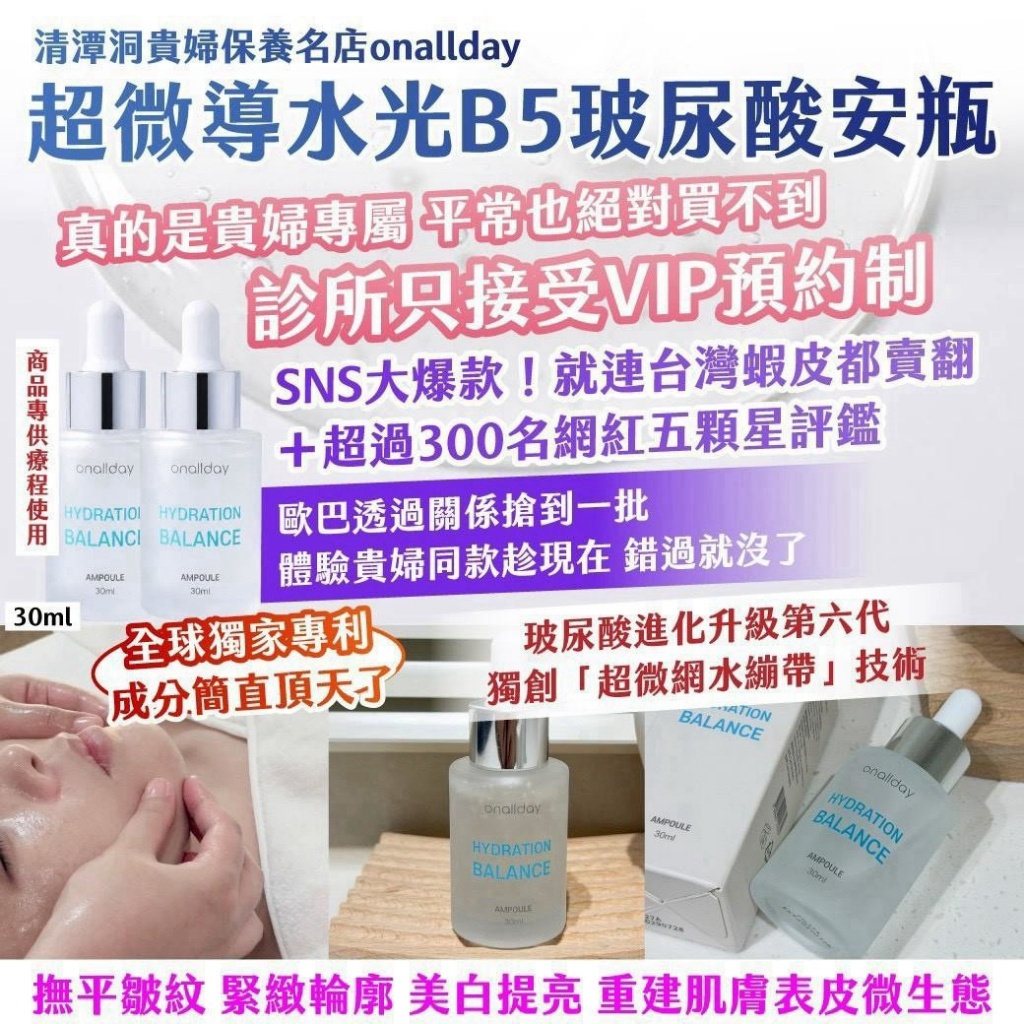 清潭洞貴婦保養名店onallday
超微導水光B5玻尿酸安瓶
真的是貴婦專屬 平常也絕對買不到
診所只接受VIP預約制
SNS大爆款！就連台灣蝦皮都賣翻
＋超過300名網紅五顆星評鑑
歐巴透過關係搶到一批
體驗貴婦同款趁現在 錯過就沒了
商品專供療程使用
onallday
HYDRATION
BALANCE
AMPOULE
30ml
onallday
HYDRATION
BALANCE
AMPOULE
30ml
30ml
全球獨家專利
成分簡直頂天了
玻尿酸進化升級第六代
獨創「超微網水繃帶」技術
onallday
HYDRATION
BALANCE
AMPOULE
30ml
RATION
BALANCE
AMPOULE
30ml
onallday
HYDRATION
BALANCE
AMPOULE
30ml
撫平皺紋 緊緻輪廓 美白提亮 重建肌膚表皮微生態